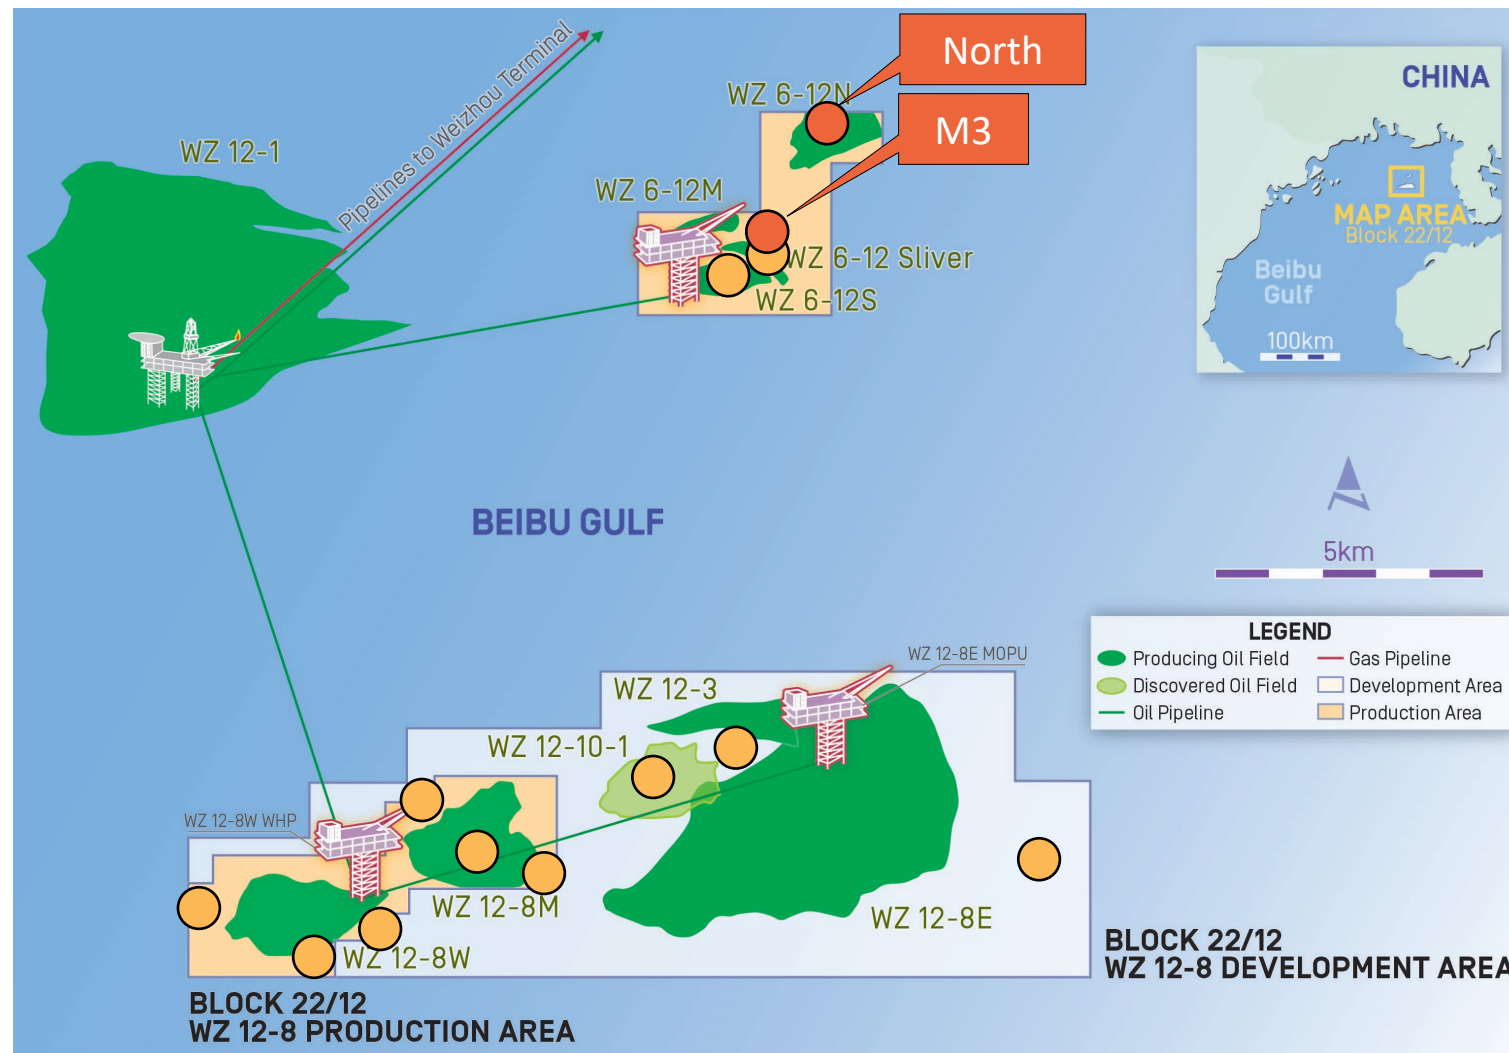 North
M3
WZ 6-12N
WZ 12-1
Pipelines to Weizhou Terminal
WZ 6-12M
WZ 6-12 Sliver
WZ 6-12S
CHINA
MAP AREA
Block 22/12
Beibu
Gulf
100km
BEIBU GULF
5km
LEGEND
Producing Oil Field
Gas Pipeline
Discovered Oil Field
Development Area
Oil Pipeline
Production Area
WZ 12-8E MOPU
WZ 12-3
WZ 12-10-1
WZ 12-8W WHP
WZ 12-8M
WZ 12-8E
WZ 12-8W
BLOCK 22/12
WZ 12-8 DEVELOPMENT AREA
BLOCK 22/12
WZ 12-8 PRODUCTION AREA